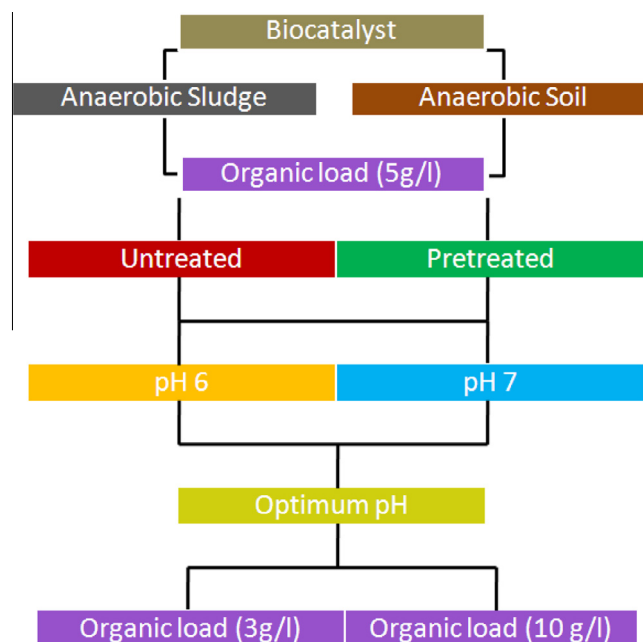 Biocatalyst
Anaerobic Sludge
Anaerobic Soil
Organic load (5g/l)
Untreated
Pretreated
pH 6
pH 7
Optimum pH
Organic load (3g/l)
Organic load (10 g/l)